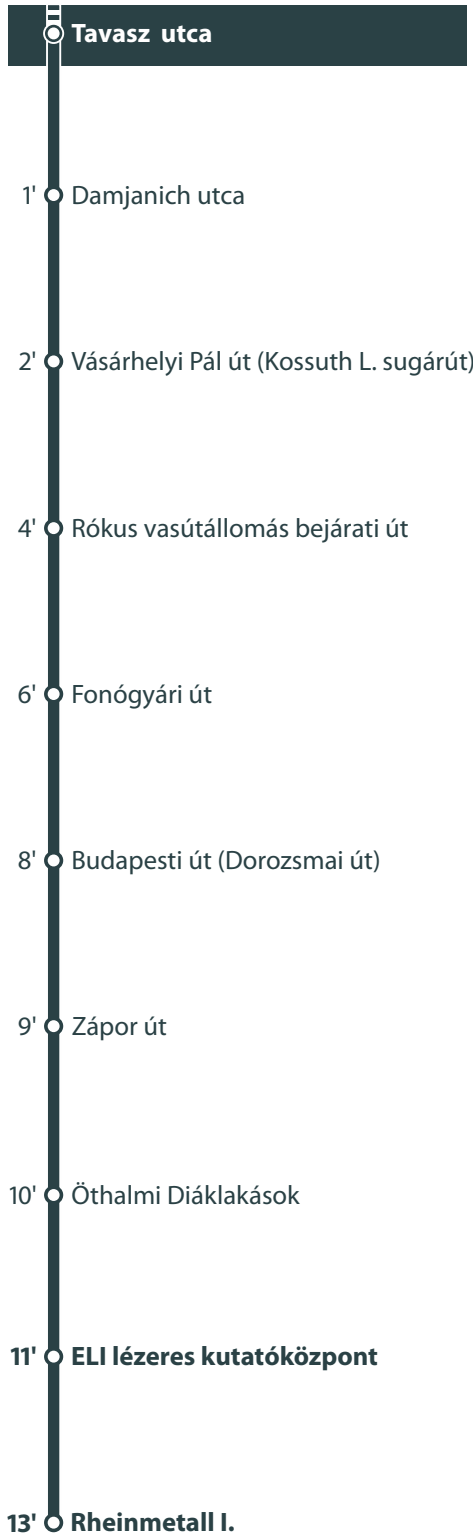 Tavasz utca
1' Damjanich utca
2' Vásárhelyi Pál út (Kossuth L. sugárút)
4' Rókus vasútállomás bejárati út
6' Fonógyári út
8' Budapesti út (Dorozsmai út)
9' Zápor út
10' Öthalmi Diáklakások
11' ELI lézeres kutatóközpont
13' Rheinmetall I.